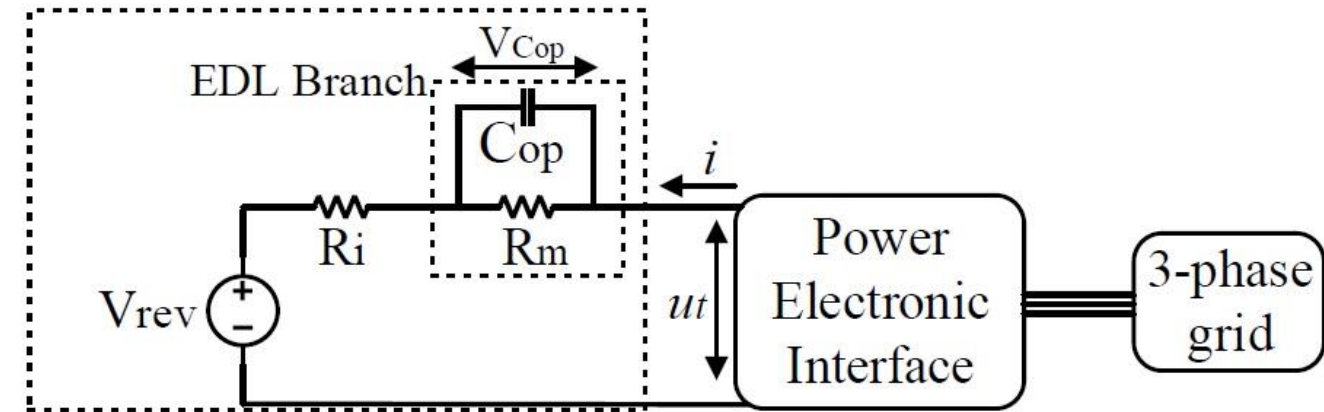 VCop
EDL Branch
Cop
i
Ri
Rm
Vrev
+
−
ut
Power
Electronic
Interface
3-phase
grid